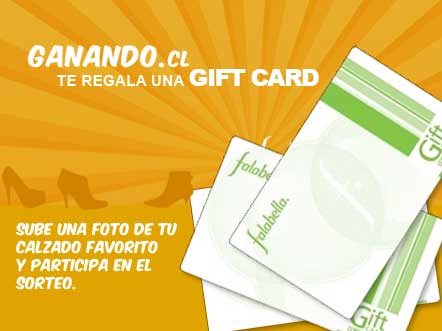 GANANDO.CL
TE REGALA UNA GIFT CARD
Gift
falabella.
falabella.
Gift
SUBE UNA FOTO DE TU
CALZADO FAVORITO
Y PARTICIPA EN EL
SORTEO.